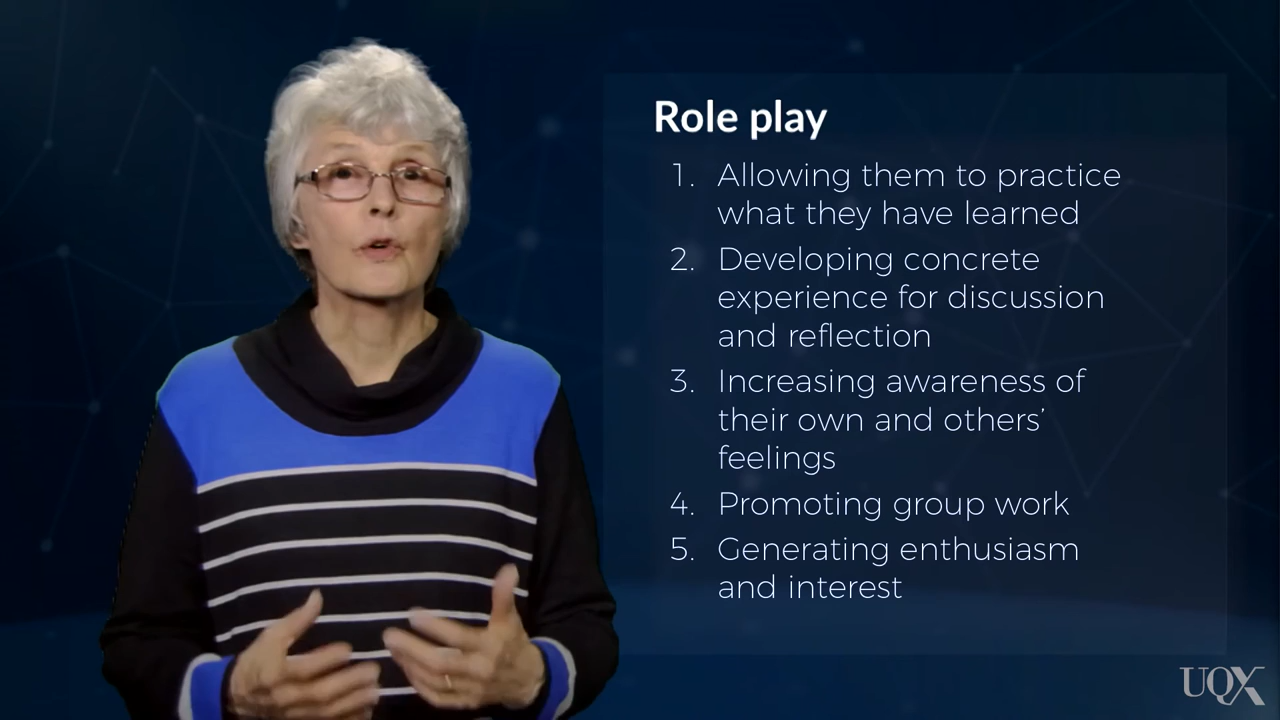 Role play
1. Allowing them to practice
what they have learned
2. Developing concrete
experience for discussion
and reflection
3. Increasing awareness of
their own and others’
feelings
4. Promoting group work
5. Generating enthusiasm
and interest
UQX